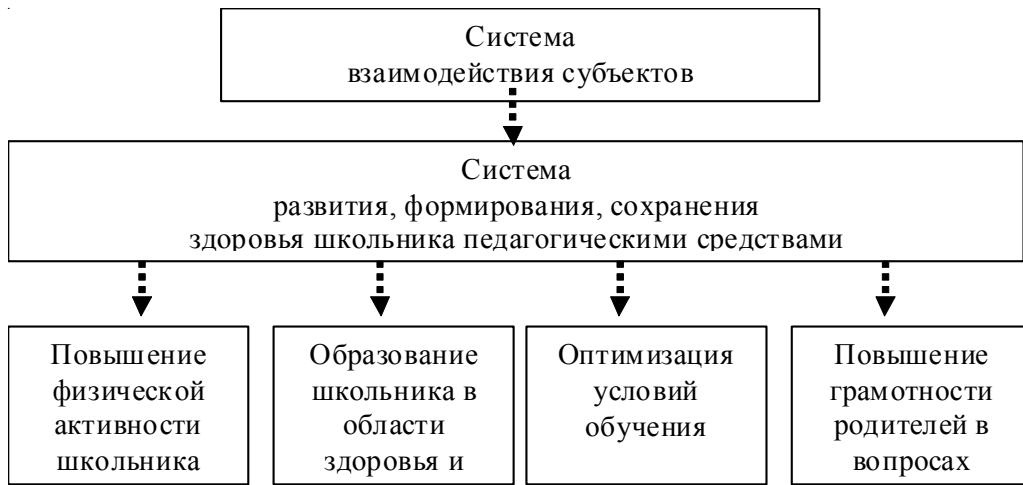 Система
взаимодействия субъектов
Система
развития, формирования, сохранения
здоровья школьника педагогическими средствами
Повышение
физической
активности
школьника
Образование
школьника в
области
здоровья и
Оптимизация
условий
обучения
Повышение
грамотности
родителей в
вопросах